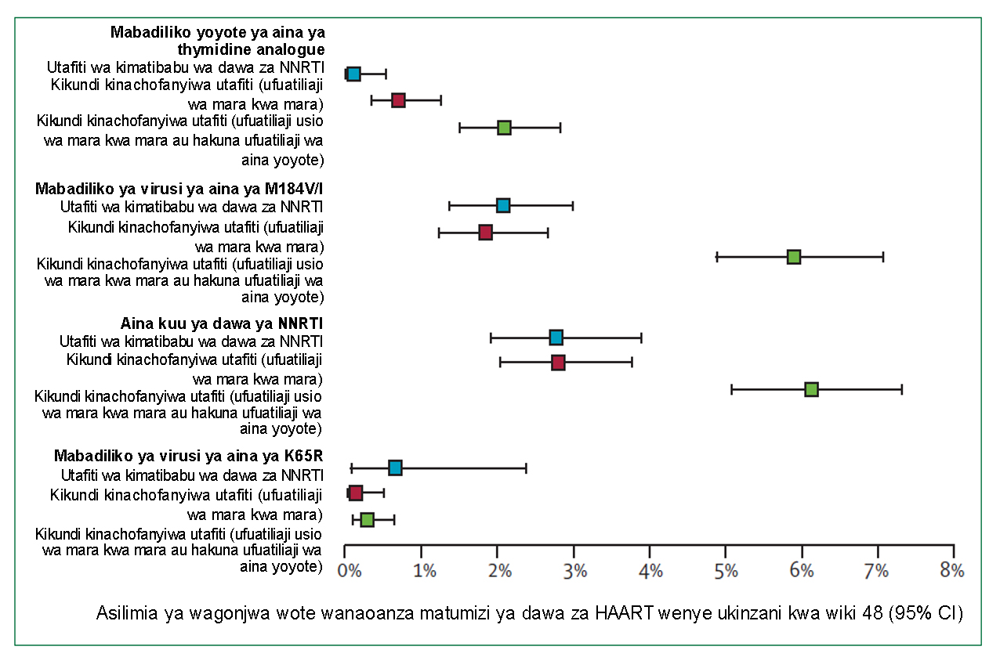 Mabadiliko yoyote ya aina ya
thymidine analogue
Utafiti wa kimatibabu wa dawa za NNRTI
Kikundi kinachofanyiwa utafiti (ufuatiliaji
wa mara kwa mara)
Kikundi kinachofanyiwa utafiti (ufuatiliaji usio
wa mara kwa mara au hakuna ufuatiliaji wa
aina yoyote)
Mabadiliko ya virusi ya aina ya M184V/I
Utafiti wa kimatibabu wa dawa za NNRTI
Kikundi kinachofanyiwa utafiti (ufuatiliaji
wa mara kwa mara)
Kikundi kinachofanyiwa utafiti (ufuatiliaji usio
wa mara kwa mara au hakuna ufuatiliaji wa
aina yoyote)
Aina kuu ya dawa ya NNRTI
Utafiti wa kimatibabu wa dawa za NNRTI
Kikundi kinachofanyiwa utafiti (ufuatiliaji
wa mara kwa mara)
Kikundi kinachofanyiwa utafiti (ufuatiliaji usio
wa mara kwa mara au hakuna ufuatiliaji wa
aina yoyote)
Mabadiliko ya virusi ya aina ya K65R
Utafiti wa kimatibabu wa dawa za NNRTI
Kikundi kinachofanyiwa utafiti (ufuatiliaji
wa mara kwa mara)
Kikundi kinachofanyiwa utafiti (ufuatiliaji usio
wa mara kwa mara au hakuna ufuatiliaji wa
aina yoyote)
0% 1% 2% 3% 4% 5% 6% 7% 8%
Asilimia ya wagonjwa wote wanaoanza matumizi ya dawa za HAART wenye ukinzani kwa wiki 48 (95% CI)